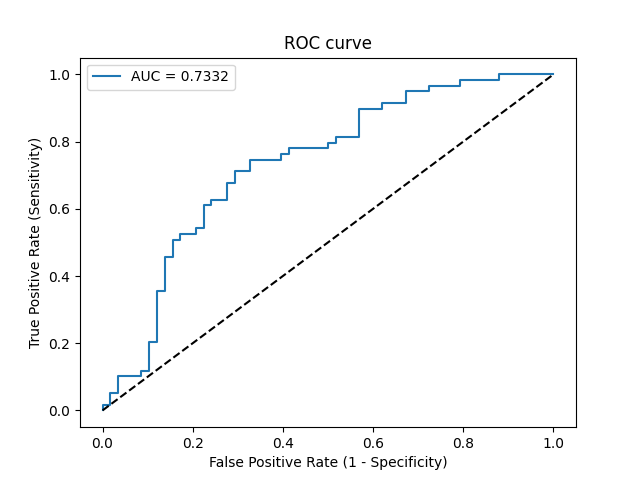 ROC curve
AUC = 0.7332
True Positive Rate (Sensitivity)
1.0
0.8
0.6
0.4
0.2
0.0
0.0 0.2 0.4 0.6 0.8 1.0
False Positive Rate (1 - Specificity)